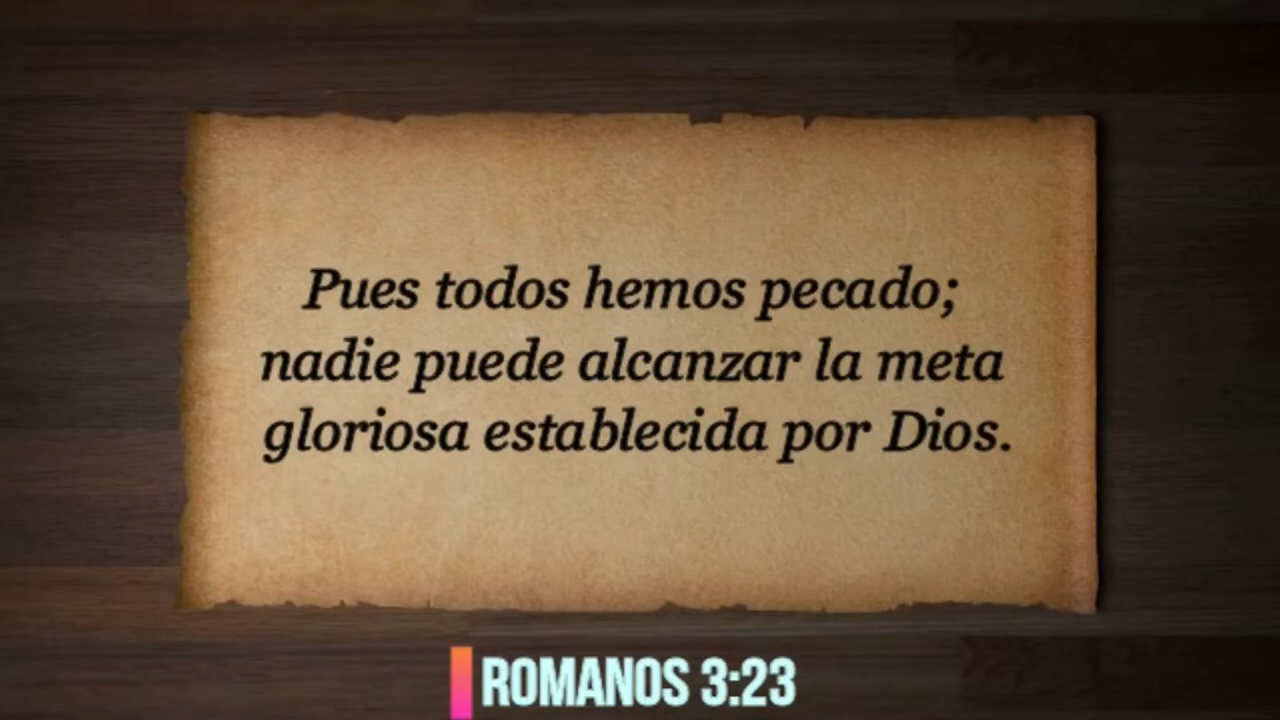 Pues todos hemos pecado;
nadie puede alcanzar la meta
gloriosa establecida por Dios.
ROMANOS 3:23